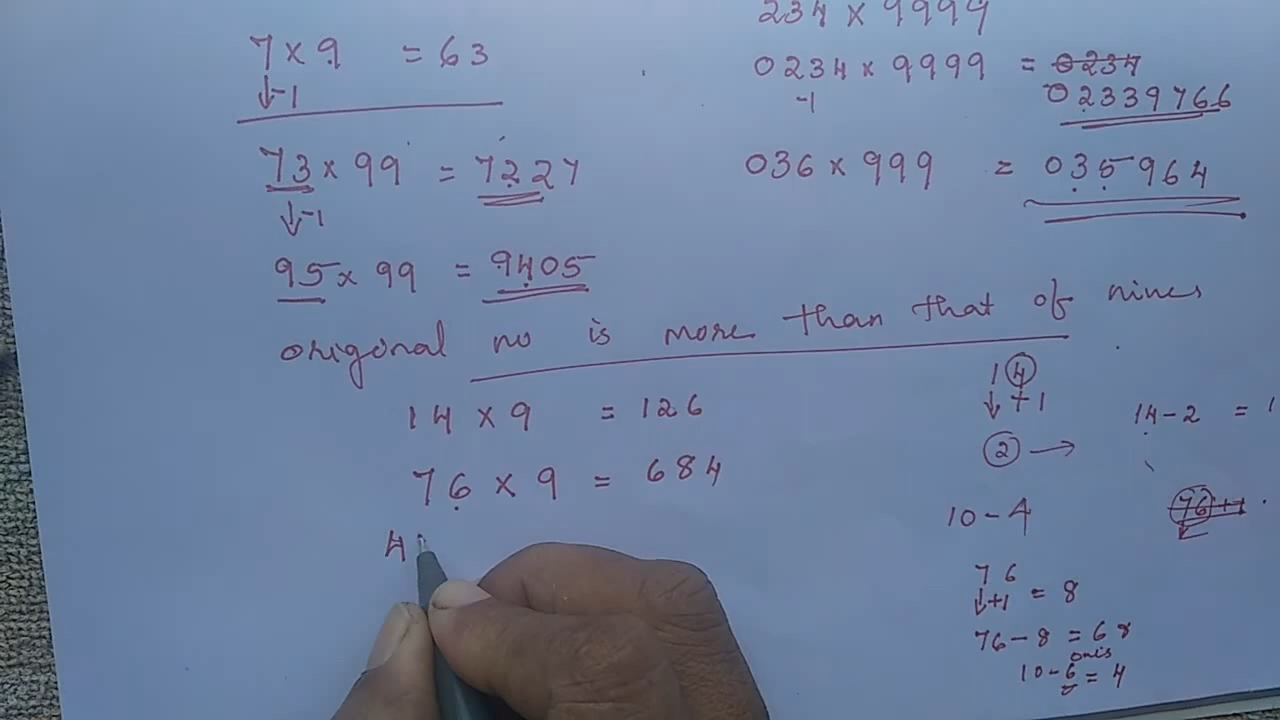 7 × 9 = 63
↓-1
73 × 99 = 7227
↓-1
95 × 99 = 9405
234 × 9999
0234 × 9999 = 0234
-1 02339766
036 × 999 = 035964
origonal no is more than that of nines
14 × 9 = 126
76 × 9 = 684
4
14
↓+1
2 → 14-2 = 1
10-4
76+1
76
↓+1 = 8
76-8 = 68
onis
10-6 = 4